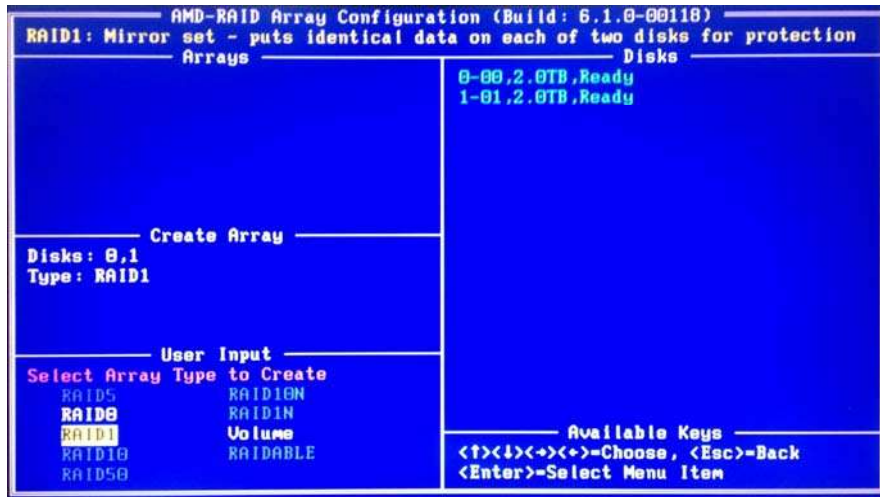 AMD-RAID Array Configuration (Build: 6.1.0-00118)
RAID1: Mirror set - puts identical data on each of two disks for protection
Arrays
Disks
0-00,2.0TB,Ready
1-01,2.0TB,Ready
Create Array
Disks: 0,1
Type: RAID1
User Input
Select Array Type to Create
RAID5 RAID10N
RAID0 RAID1N
RAID1 Volume
RAID10 RAIDABLE
RAID50
Available Keys
<↑><↓><→><←>=Choose, <Esc>=Back
<Enter>=Select Menu Item